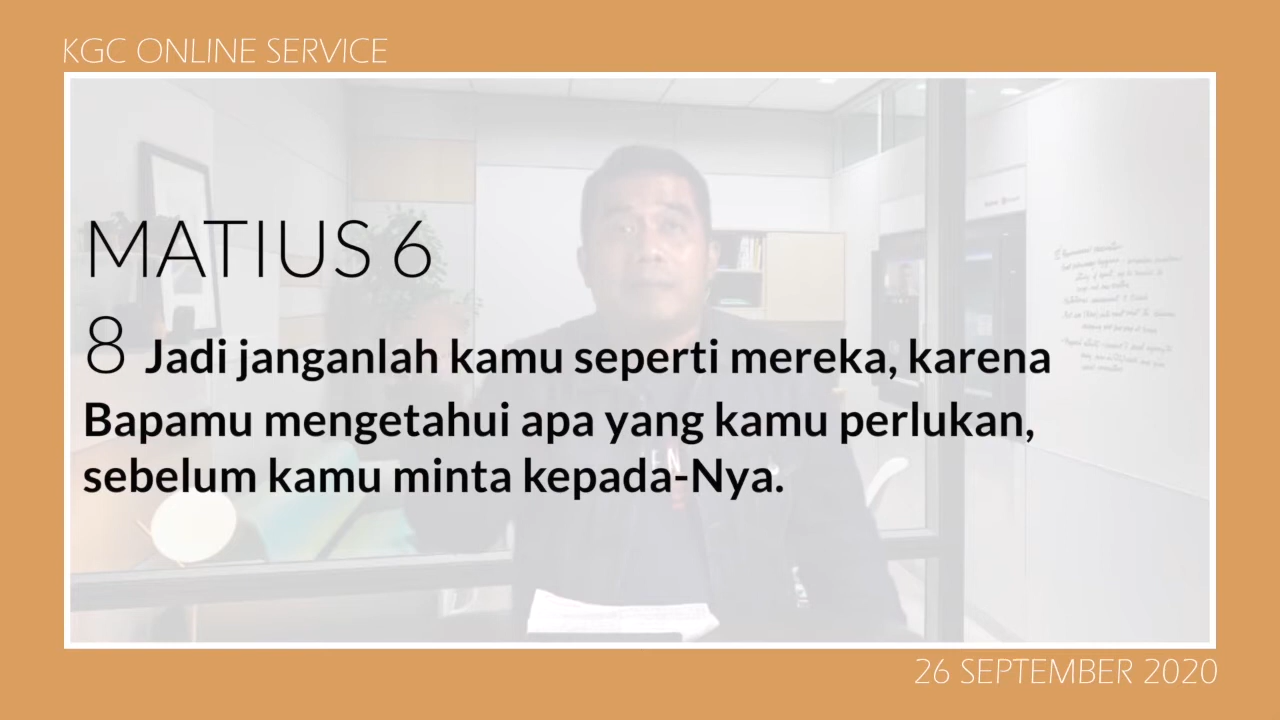 KGC ONLINE SERVICE
MATIUS 6
8 Jadi janganlah kamu seperti mereka, karena
Bapamu mengetahui apa yang kamu perlukan,
sebelum kamu minta kepada-Nya.
26 SEPTEMBER 2020